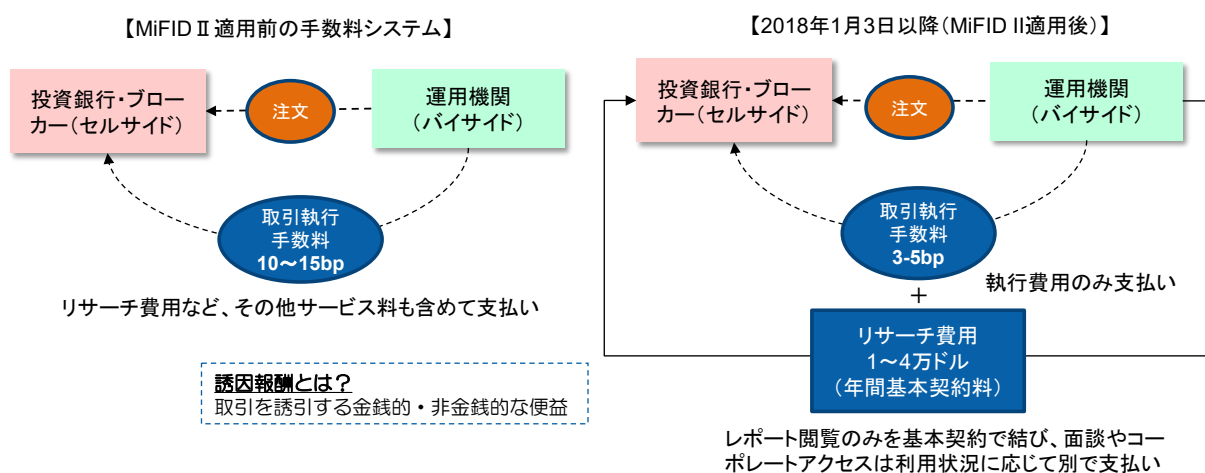 【MiFIDⅡ適用前の手数料システム】
投資銀行・ブロー
カー(セルサイド)
注文
運用機関
(バイサイド)
取引執行
手数料
10～15bp
リサーチ費用など、その他サービス料も含めて支払い
誘因報酬とは？
取引を誘引する金銭的・非金銭的な便益
【2018年1月3日以降(MiFID II適用後)】
投資銀行・ブロー
カー(セルサイド)
注文
運用機関
(バイサイド)
取引執行
手数料
3-5bp
執行費用のみ支払い
+
リサーチ費用
1～4万ドル
(年間基本契約料)
レポート閲覧のみを基本契約で結び、面談やコー
ポレートアクセスは利用状況に応じて別で支払い